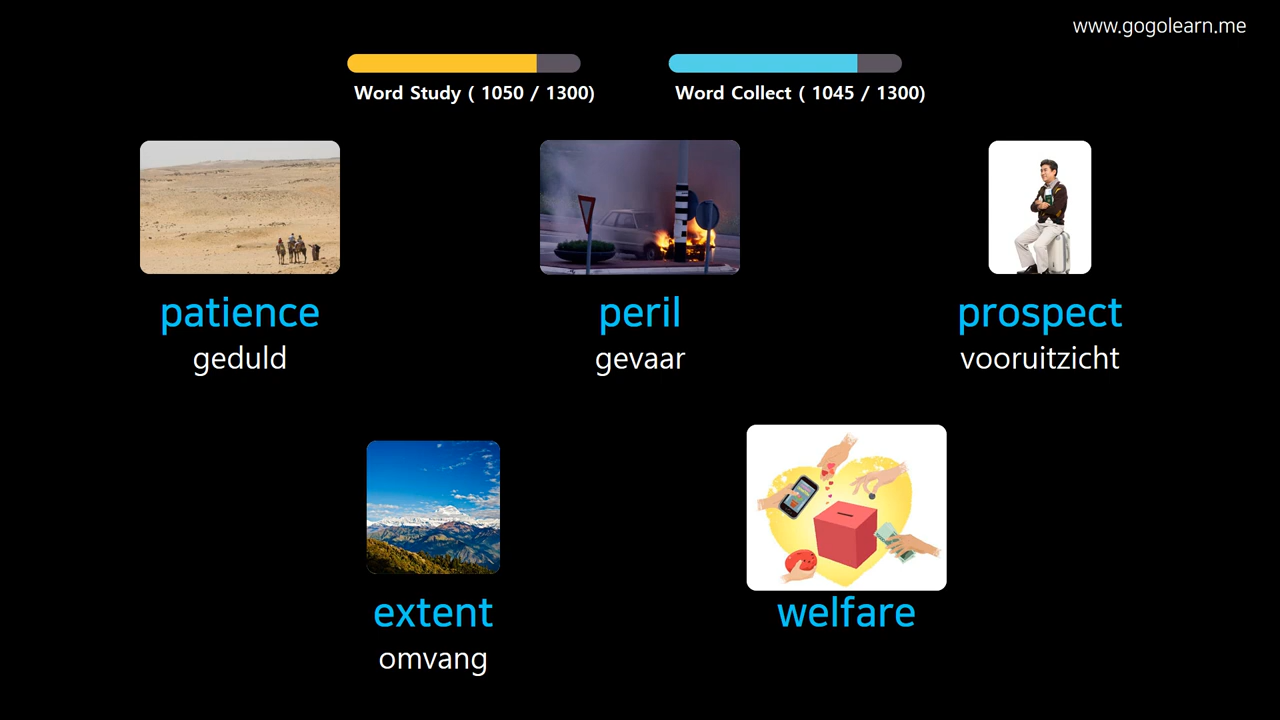 www.gogolearn.me
Word Study ( 1050 / 1300)
Word Collect ( 1045 / 1300)
patience
geduld
peril
gevaar
prospect
vooruitzicht
extent
omvang
welfare